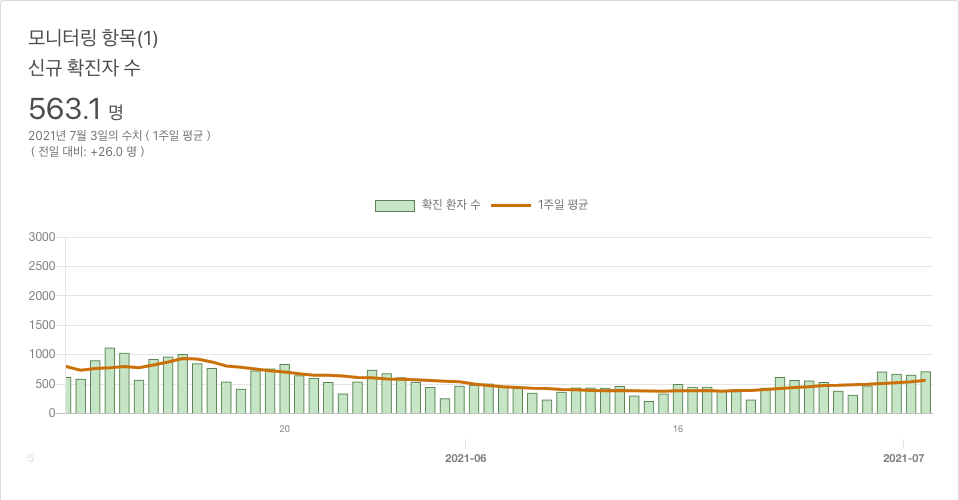 모니터링 항목(1)
신규 확진자 수
563.1 명
2021년 7월 3일의 수치 ( 1주일 평균 )
( 전일 대비: +26.0 명 )
확진 환자 수 1주일 평균
3000
2500
2000
1500
1000
500
0
20 16
2021-06 2021-07